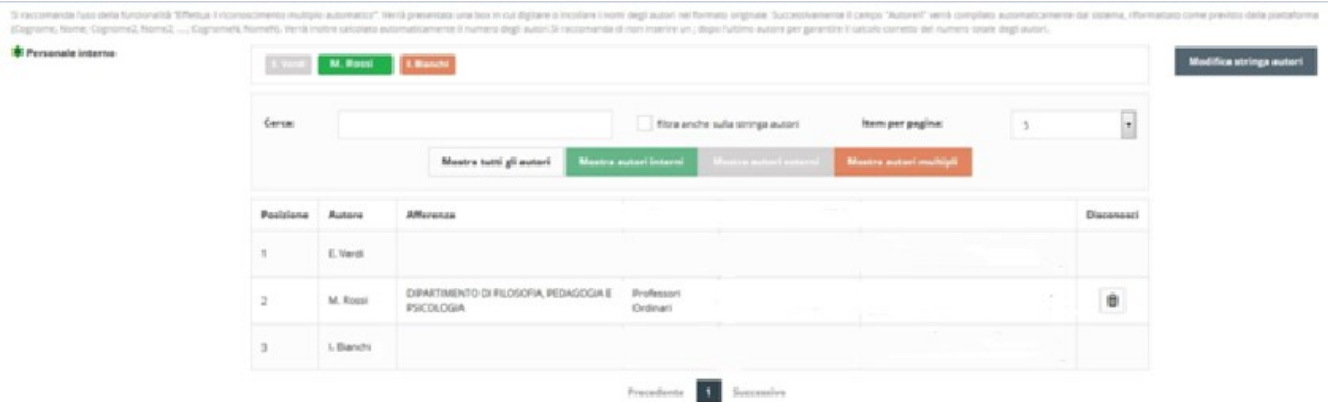 Si raccomanda l'uso della funzionalità "Effettua il riconoscimento multiplo automatico". Verrà presentata una box in cui digitare o incollare i nomi degli autori nel formato originale. Successivamente il campo "Autore/i" verrà compilato automaticamente dal sistema, riformattato come previsto dalla piattaforma
(Cognome, Nome; Cognome2, Nome2; ...; CognomeN, NomeN). Verrà inoltre calcolato automaticamente il numero degli autori.Si raccomanda di non inserire un ; dopo l'ultimo autore per garantire il calcolo corretto del numero totale degli autori.
Personale interno
E. Verdi M. Rossi I. Bianchi Modifica stringa autori
Cerca: filtra anche sulla stringa autori Item per pagina: 5
Mostra tutti gli autori Mostra autori interni Mostra autori esterni Mostra autori multipli
Posizione Autore Afferenza Disconosci
1 E. Verdi
2 M. Rossi DIPARTIMENTO DI FILOSOFIA, PEDAGOGIA E Professori
PSICOLOGIA Ordinari
3 I. Bianchi
Precedente 1 Successivo